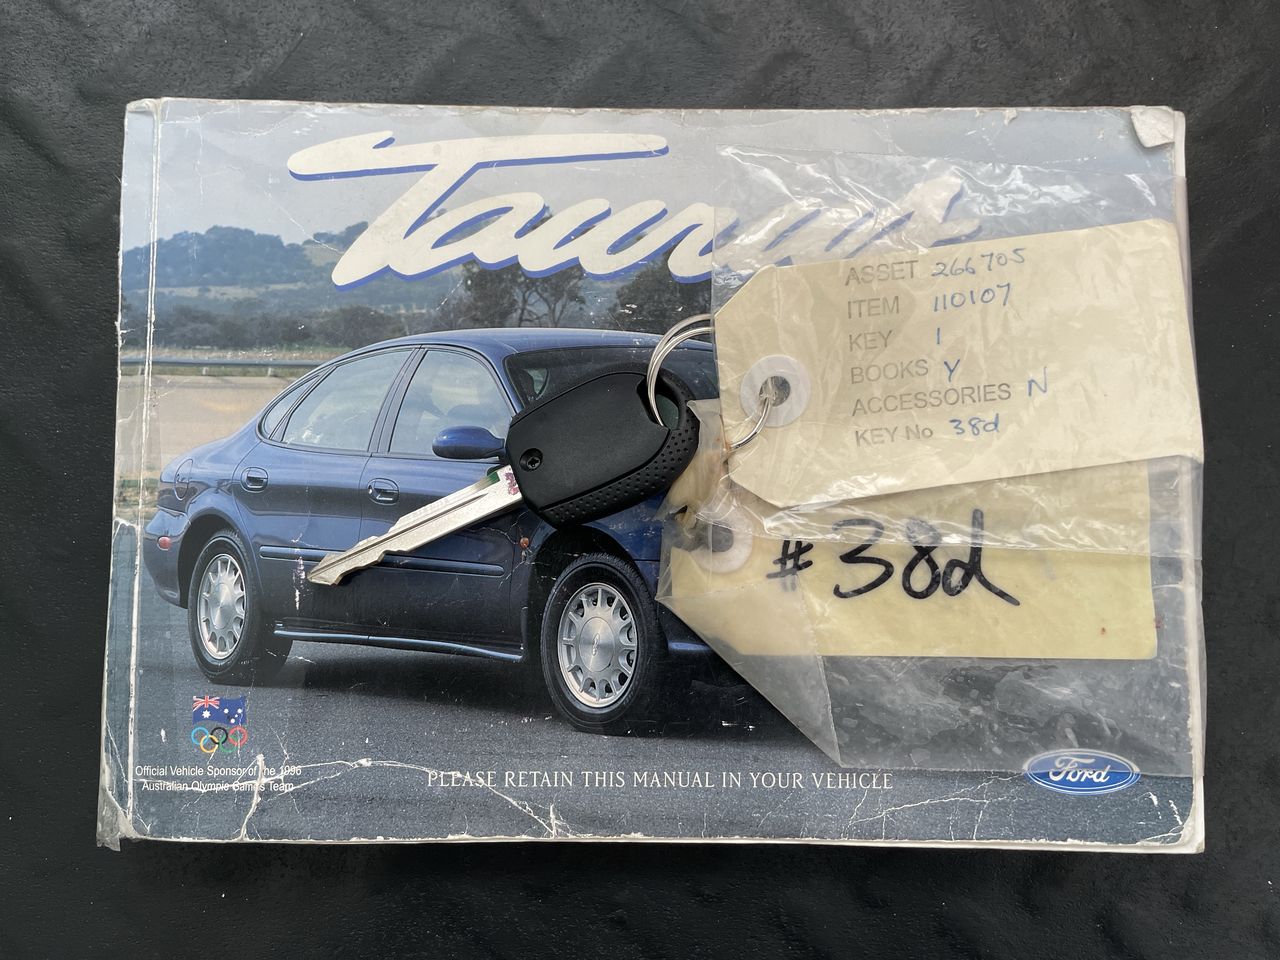 Taurus
ASSET 266705
ITEM 110107
KEY 1
BOOKS Y
ACCESSORIES N
KEY No 38d
#38d
Official Vehicle Sponsor of the 1996
Australian Olympic Games Team
PLEASE RETAIN THIS MANUAL IN YOUR VEHICLE
Ford